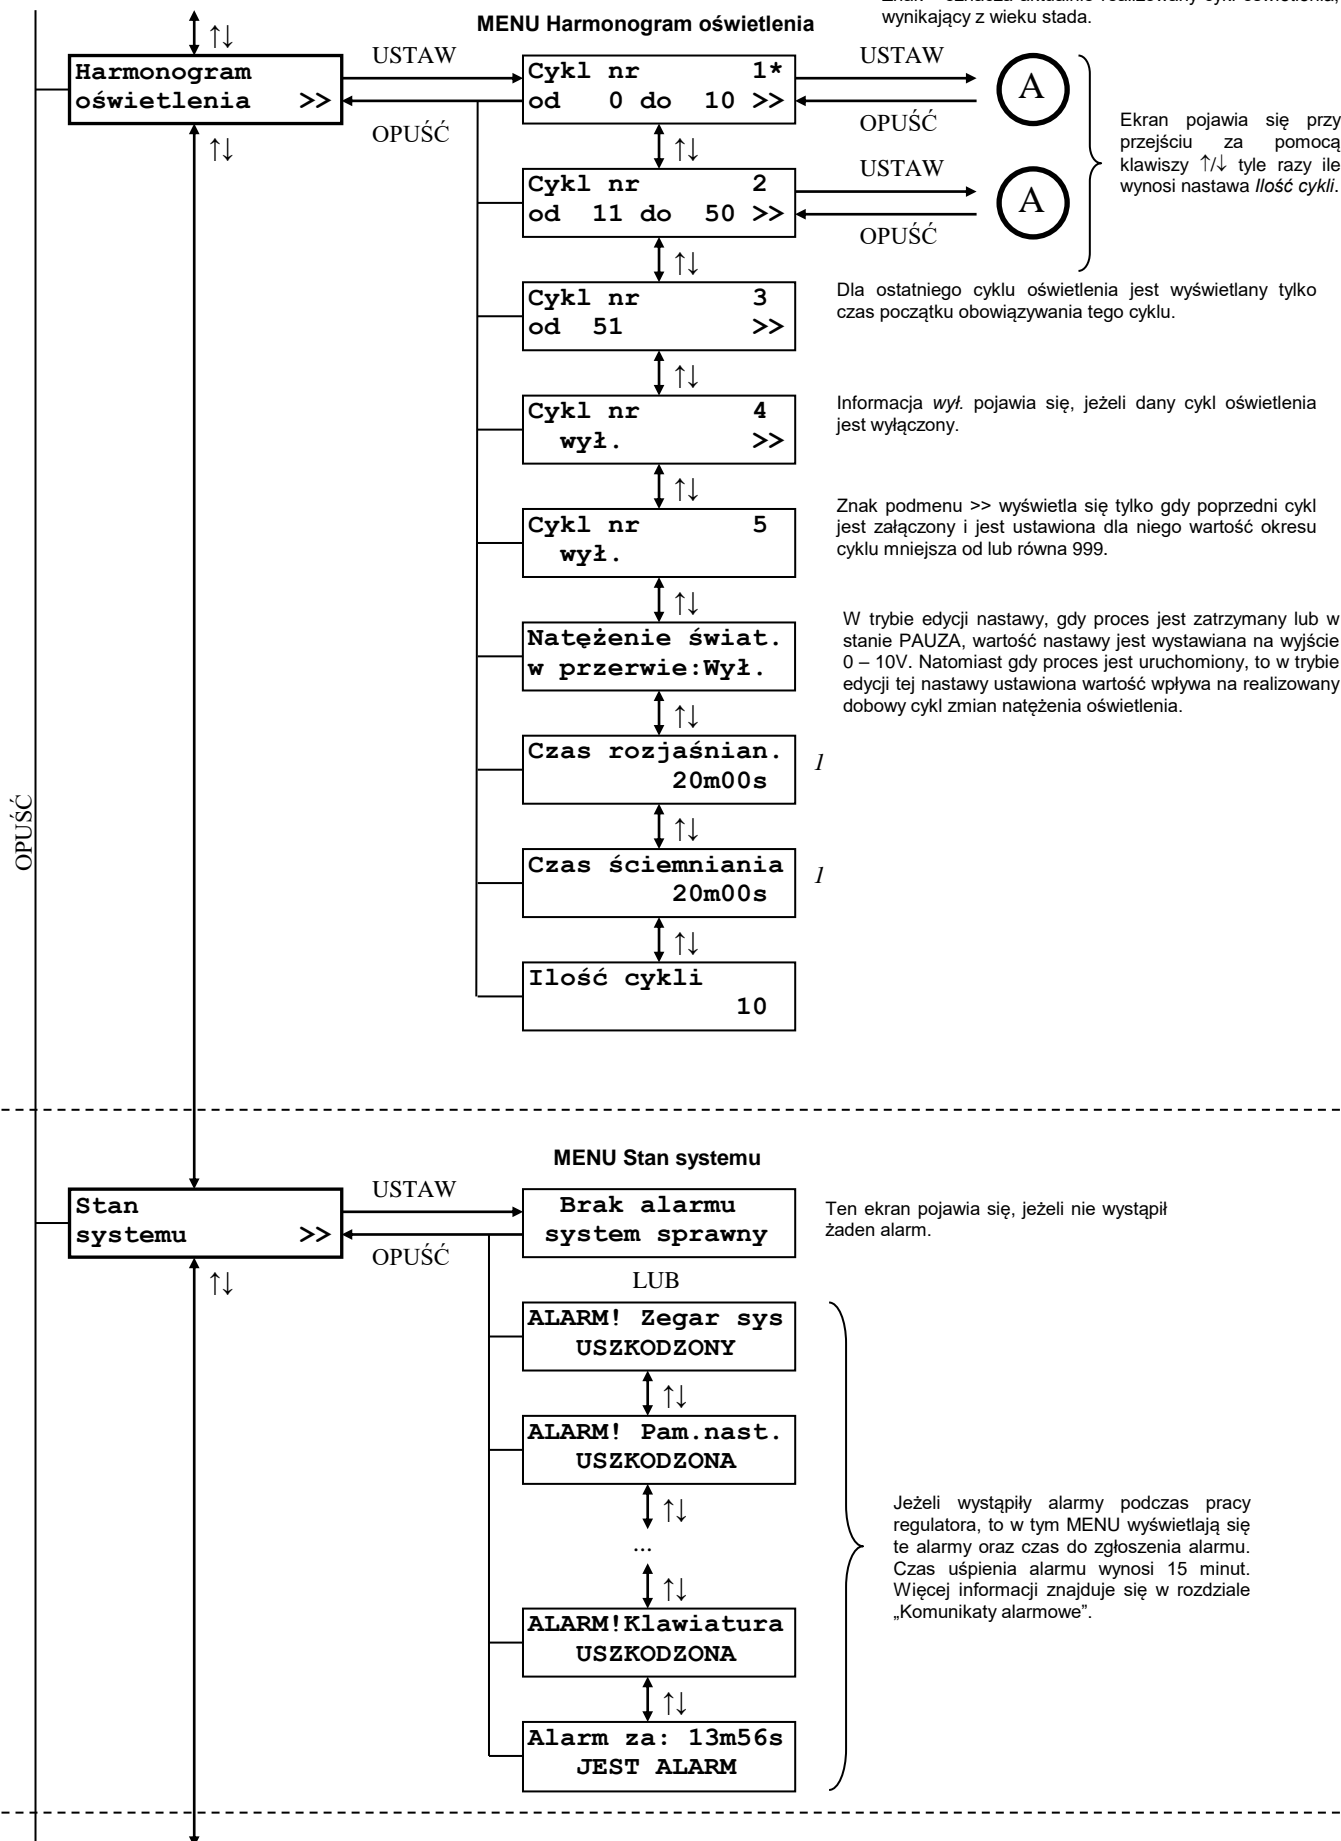 wynikający z wieku stada.
MENU Harmonogram oświetlenia
↑↓
Harmonogram
oświetlenia >>
USTAW
OPUŚĆ
↑↓
Cykl nr 1*
od 0 do 10 >>
USTAW
OPUŚĆ
A
↑↓
Cykl nr 2
od 11 do 50 >>
USTAW
OPUŚĆ
A
Ekran pojawia się przy
przejściu za pomocą
klawiszy ↑/↓ tyle razy ile
wynosi nastawa Ilość cykli.
↑↓
Cykl nr 3
od 51 >>
Dla ostatniego cyklu oświetlenia jest wyświetlany tylko
czas początku obowiązywania tego cyklu.
↑↓
Cykl nr 4
wył. >>
Informacja wył. pojawia się, jeżeli dany cykl oświetlenia
jest wyłączony.
↑↓
Cykl nr 5
wył.
Znak podmenu >> wyświetla się tylko gdy poprzedni cykl
jest załączony i jest ustawiona dla niego wartość okresu
cyklu mniejsza od lub równa 999.
↑↓
Natężenie świat.
w przerwie:Wył.
W trybie edycji nastawy, gdy proces jest zatrzymany lub w
stanie PAUZA, wartość nastawy jest wystawiana na wyjście
0 – 10V. Natomiast gdy proces jest uruchomiony, to w trybie
edycji tej nastawy ustawiona wartość wpływa na realizowany
dobowy cykl zmian natężenia oświetlenia.
↑↓
Czas rozjaśnian.
20m00s
1
↑↓
Czas ściemniania
20m00s
1
↑↓
Ilość cykli
10
OPUŚĆ
MENU Stan systemu
Stan
systemu >>
USTAW
OPUŚĆ
↑↓
Brak alarmu
system sprawny
Ten ekran pojawia się, jeżeli nie wystąpił
żaden alarm.
LUB
ALARM! Zegar sys
USZKODZONY
↑↓
ALARM! Pam.nast.
USZKODZONA
↑↓
...
↑↓
ALARM!Klawiatura
USZKODZONA
↑↓
Alarm za: 13m56s
JEST ALARM
Jeżeli wystąpiły alarmy podczas pracy
regulatora, to w tym MENU wyświetlają się
te alarmy oraz czas do zgłoszenia alarmu.
Czas uśpienia alarmu wynosi 15 minut.
Więcej informacji znajduje się w rozdziale
„Komunikaty alarmowe”.